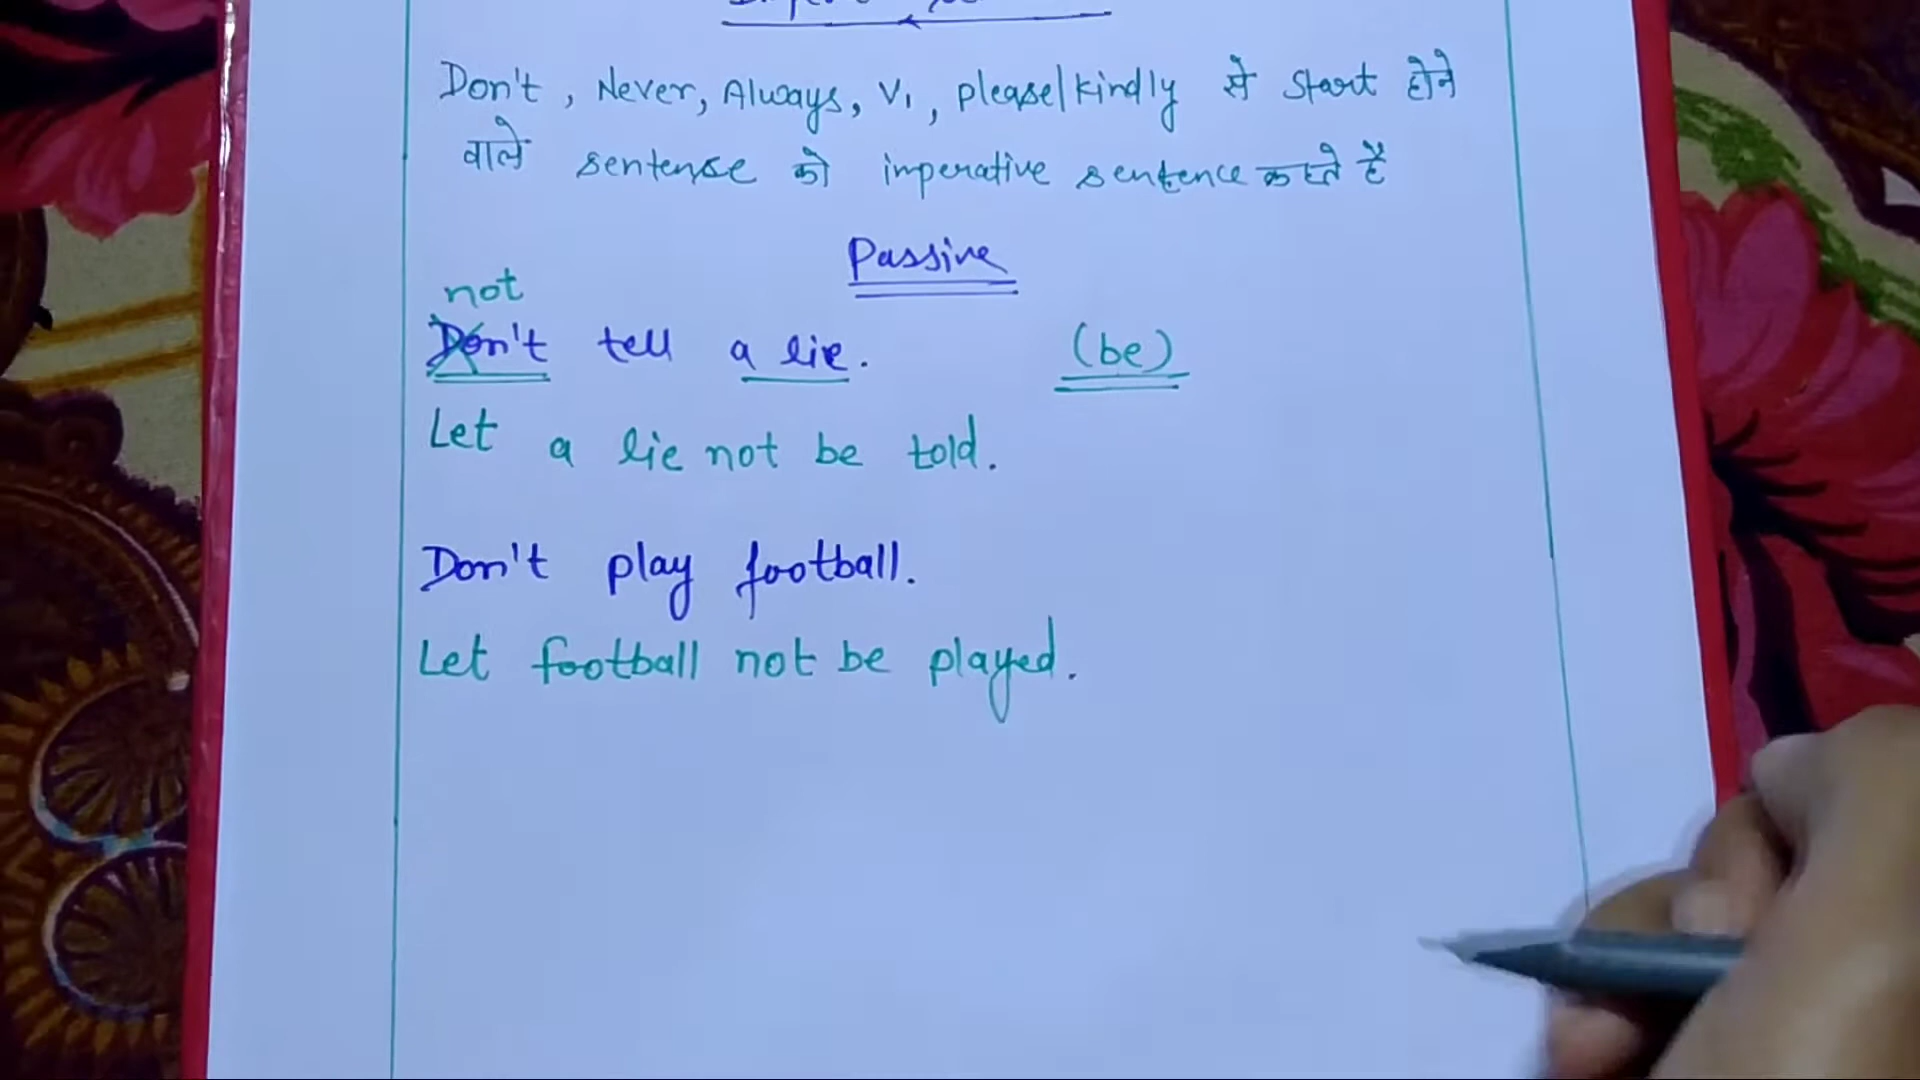 Don't, Never, Always, V₁, please/kindly से start होने
वाले sentense को imperative sentence कहते हैं
Passive
not
Don't tell a lie. (be)
Let a lie not be told.
Don't play football.
Let football not be played.